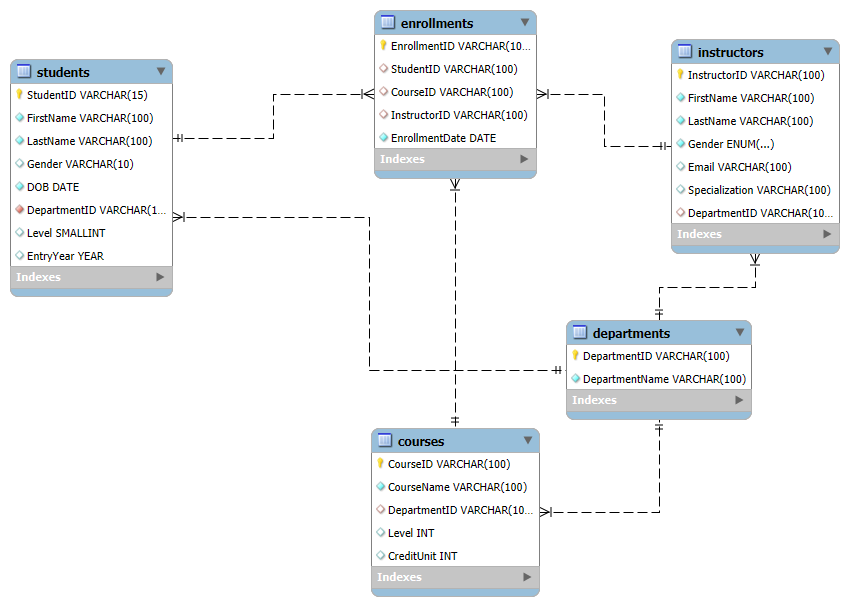 students
StudentID VARCHAR(15)
FirstName VARCHAR(100)
LastName VARCHAR(100)
Gender VARCHAR(10)
DOB DATE
DepartmentID VARCHAR(1...
Level SMALLINT
EntryYear YEAR
Indexes
enrollments
EnrollmentID VARCHAR(10...
StudentID VARCHAR(100)
CourseID VARCHAR(100)
InstructorID VARCHAR(100)
EnrollmentDate DATE
Indexes
instructors
InstructorID VARCHAR(100)
FirstName VARCHAR(100)
LastName VARCHAR(100)
Gender ENUM(...)
Email VARCHAR(100)
Specialization VARCHAR(100)
DepartmentID VARCHAR(10...
Indexes
departments
DepartmentID VARCHAR(100)
DepartmentName VARCHAR(100)
Indexes
courses
CourseID VARCHAR(100)
CourseName VARCHAR(100)
DepartmentID VARCHAR(10...
Level INT
CreditUnit INT
Indexes